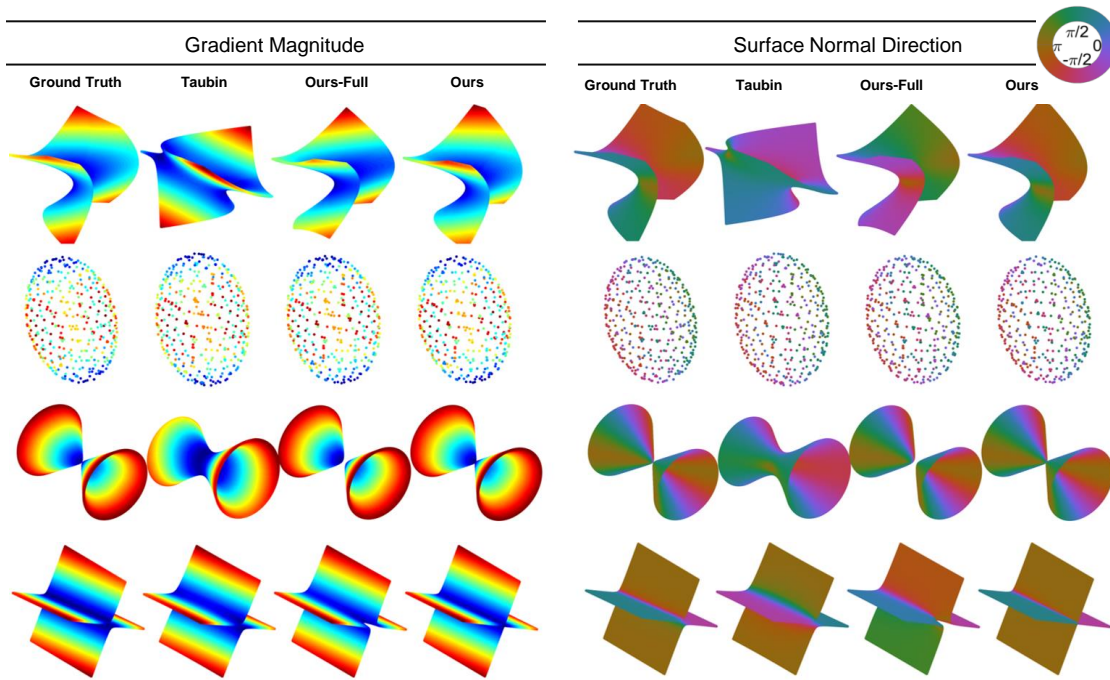 Gradient Magnitude
Ground Truth Taubin Ours-Full Ours
Surface Normal Direction
Ground Truth Taubin Ours-Full Ours
π/2
π 0
-π/2